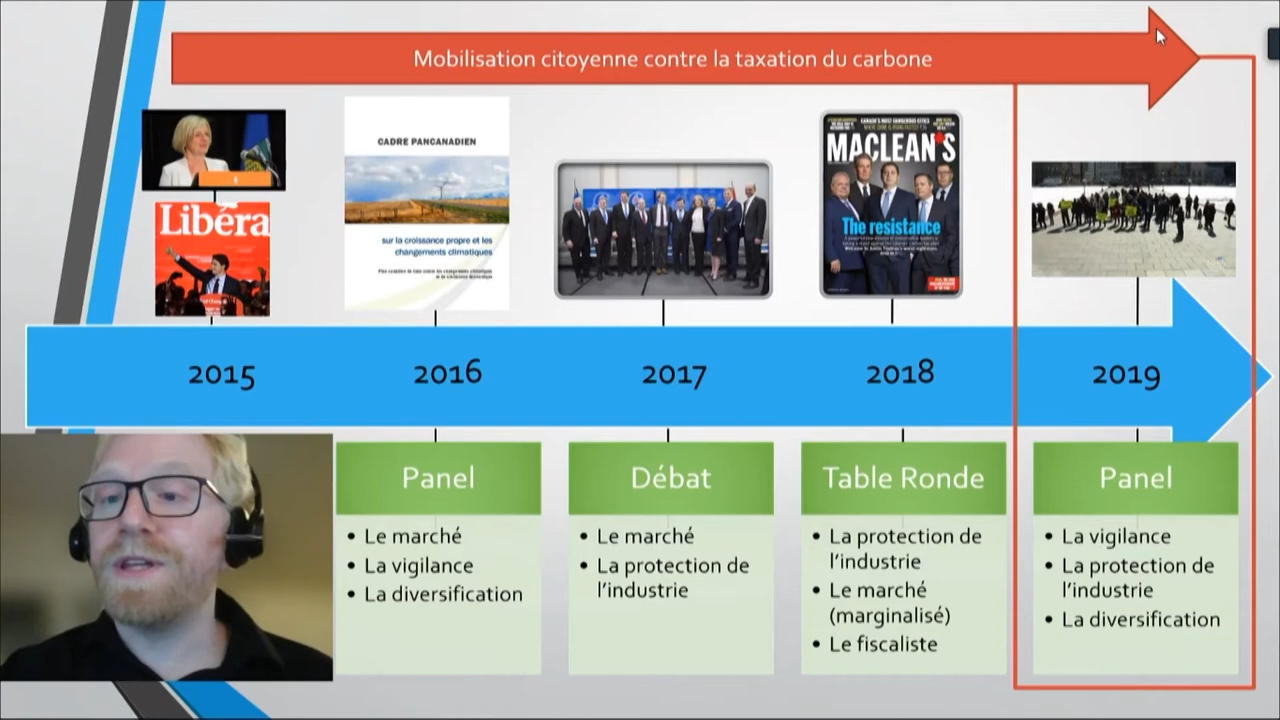 Mobilisation citoyenne contre la taxation du carbone
Libéra
CADRE PANCANADIEN
sur la croissance propre et les
changements climatiques
MACLEAN'S
The resistance
2015
2016
2017
2018
2019
Panel
• Le marché
• La vigilance
• La diversification
Débat
• Le marché
• La protection de
l'industrie
Table Ronde
• La protection de
l'industrie
• Le marché
(marginalisé)
• Le fiscaliste
Panel
• La vigilance
• La protection de
l'industrie
• La diversification